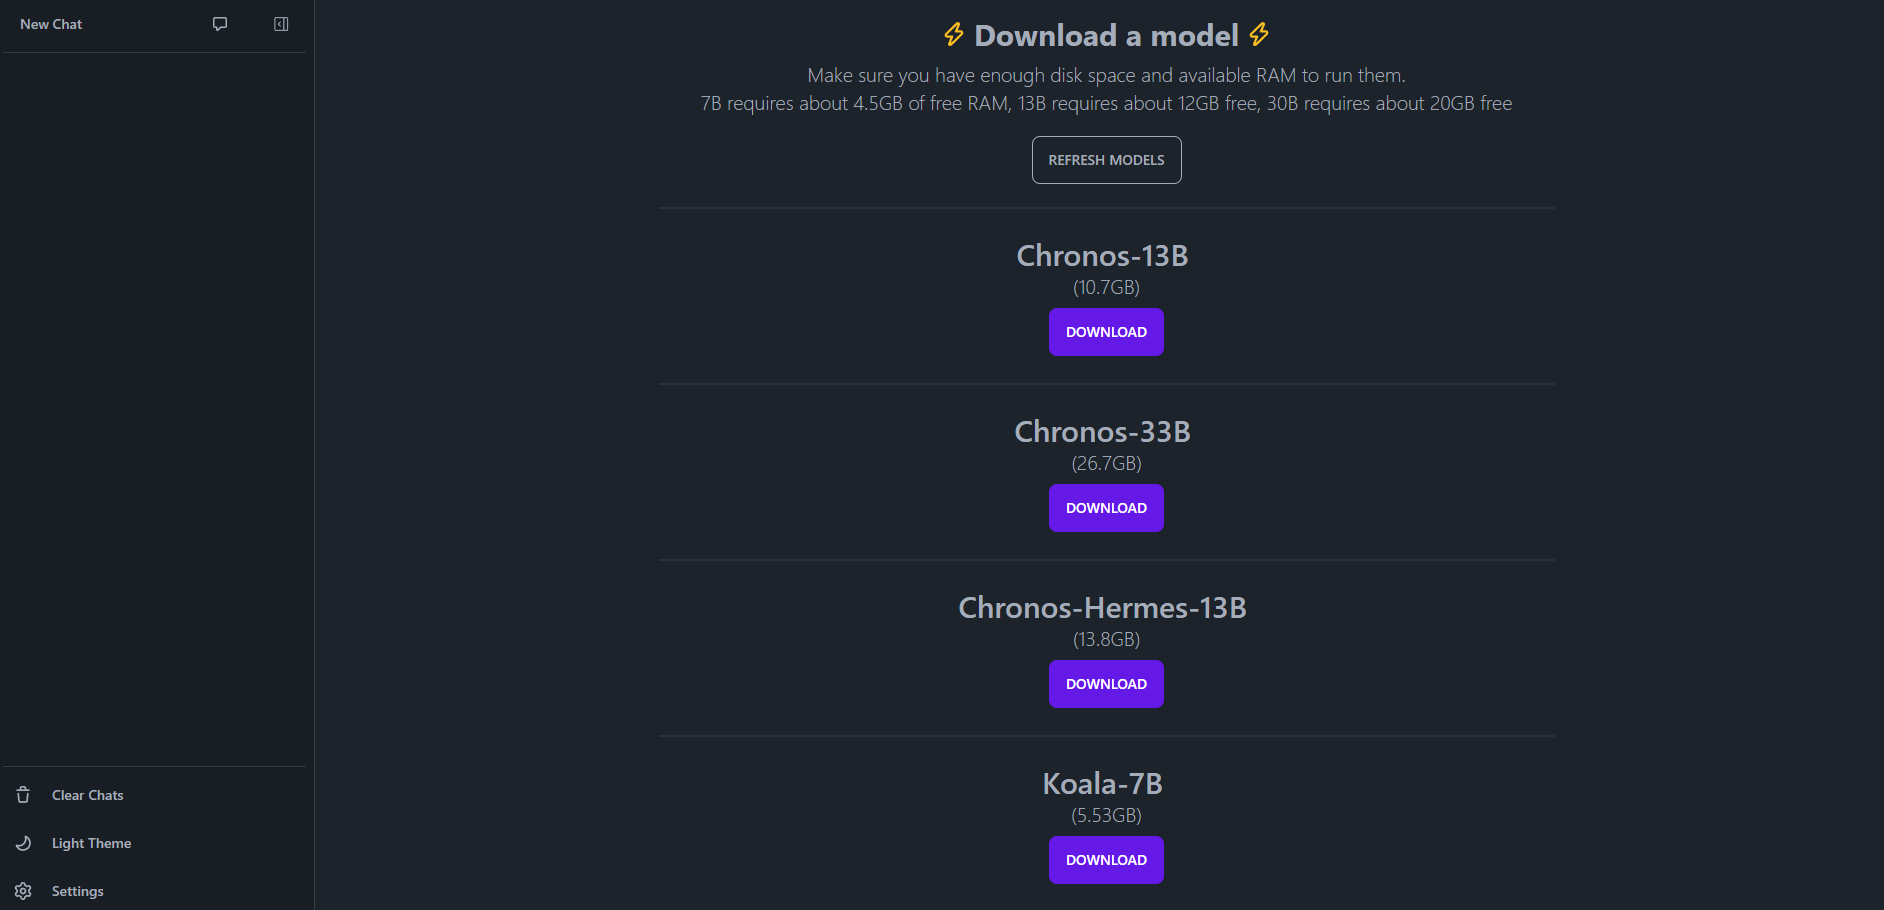 New Chat
Clear Chats
Light Theme
Settings
Download a model
Make sure you have enough disk space and available RAM to run them.
7B requires about 4.5GB of free RAM, 13B requires about 12GB free, 30B requires about 20GB free
REFRESH MODELS
Chronos-13B
(10.7GB)
DOWNLOAD
Chronos-33B
(26.7GB)
DOWNLOAD
Chronos-Hermes-13B
(13.8GB)
DOWNLOAD
Koala-7B
(5.53GB)
DOWNLOAD